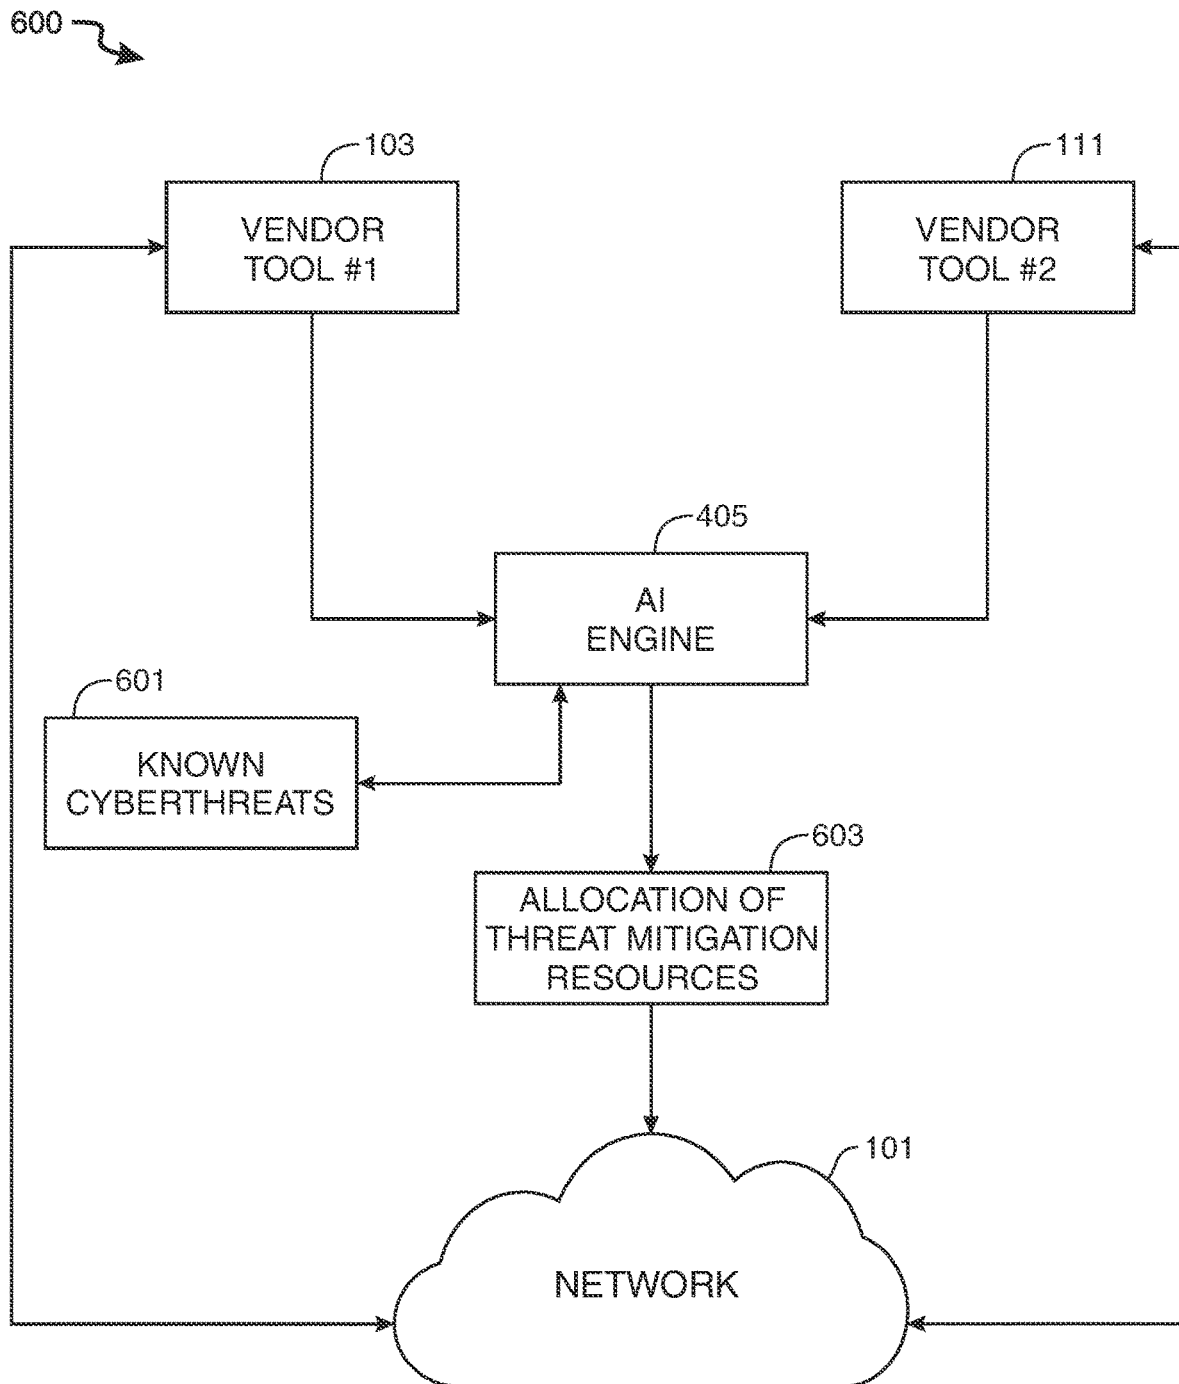 600
103
111
VENDOR
TOOL #1
VENDOR
TOOL #2
405
AI
ENGINE
601
KNOWN
CYBERTHREATS
603
ALLOCATION OF
THREAT MITIGATION
RESOURCES
101
NETWORK